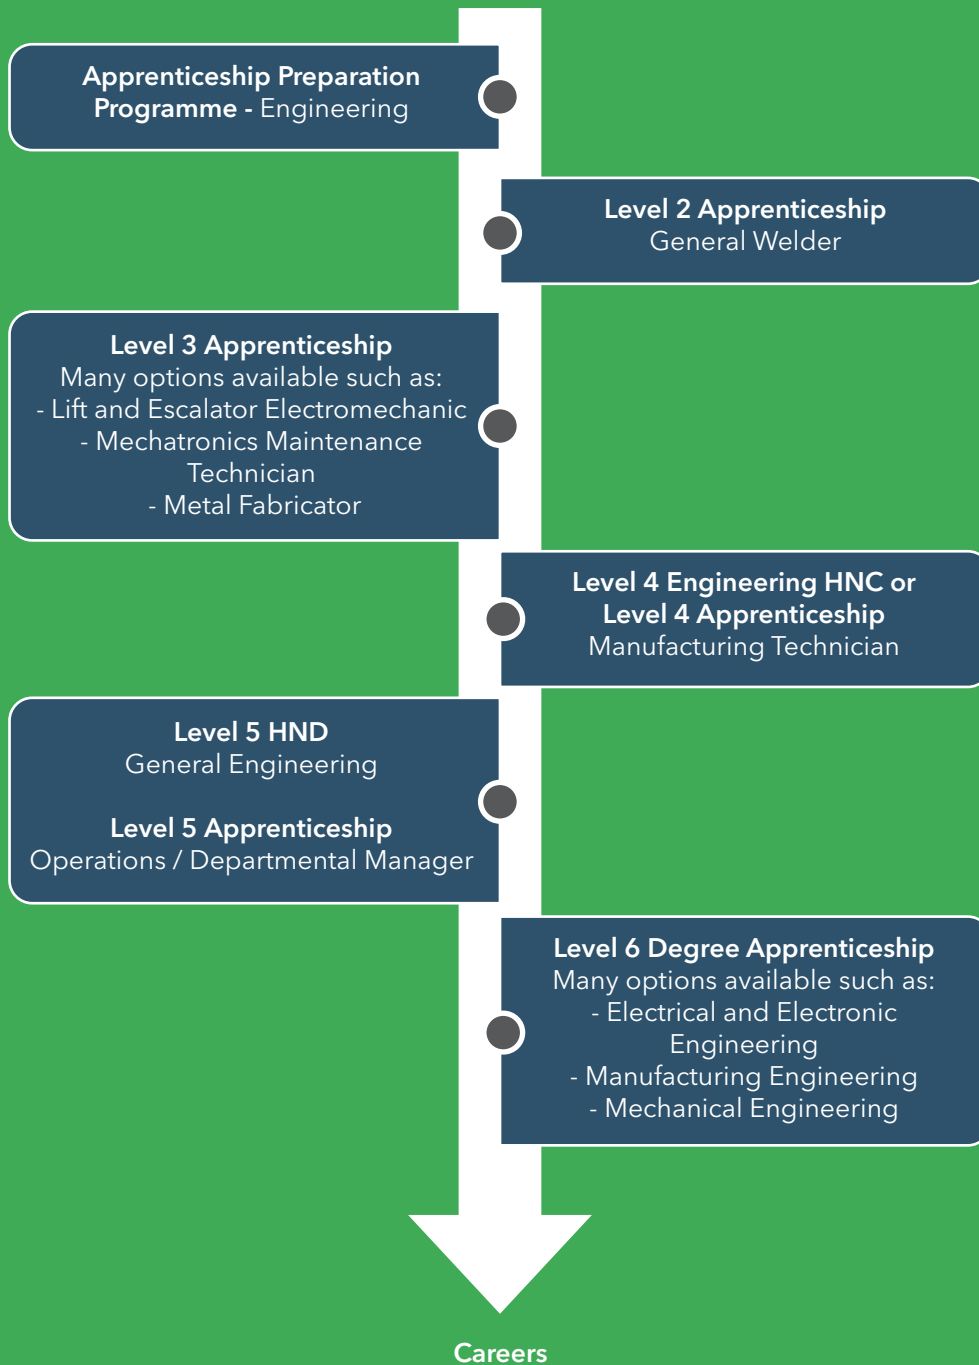 Apprenticeship Preparation
Programme - Engineering
Level 2 Apprenticeship
General Welder
Level 3 Apprenticeship
Many options available such as:
- Lift and Escalator Electromechanic
- Mechatronics Maintenance
Technician
- Metal Fabricator
Level 4 Engineering HNC or
Level 4 Apprenticeship
Manufacturing Technician
Level 5 HND
General Engineering
Level 5 Apprenticeship
Operations / Departmental Manager
Level 6 Degree Apprenticeship
Many options available such as:
- Electrical and Electronic
Engineering
- Manufacturing Engineering
- Mechanical Engineering
Careers